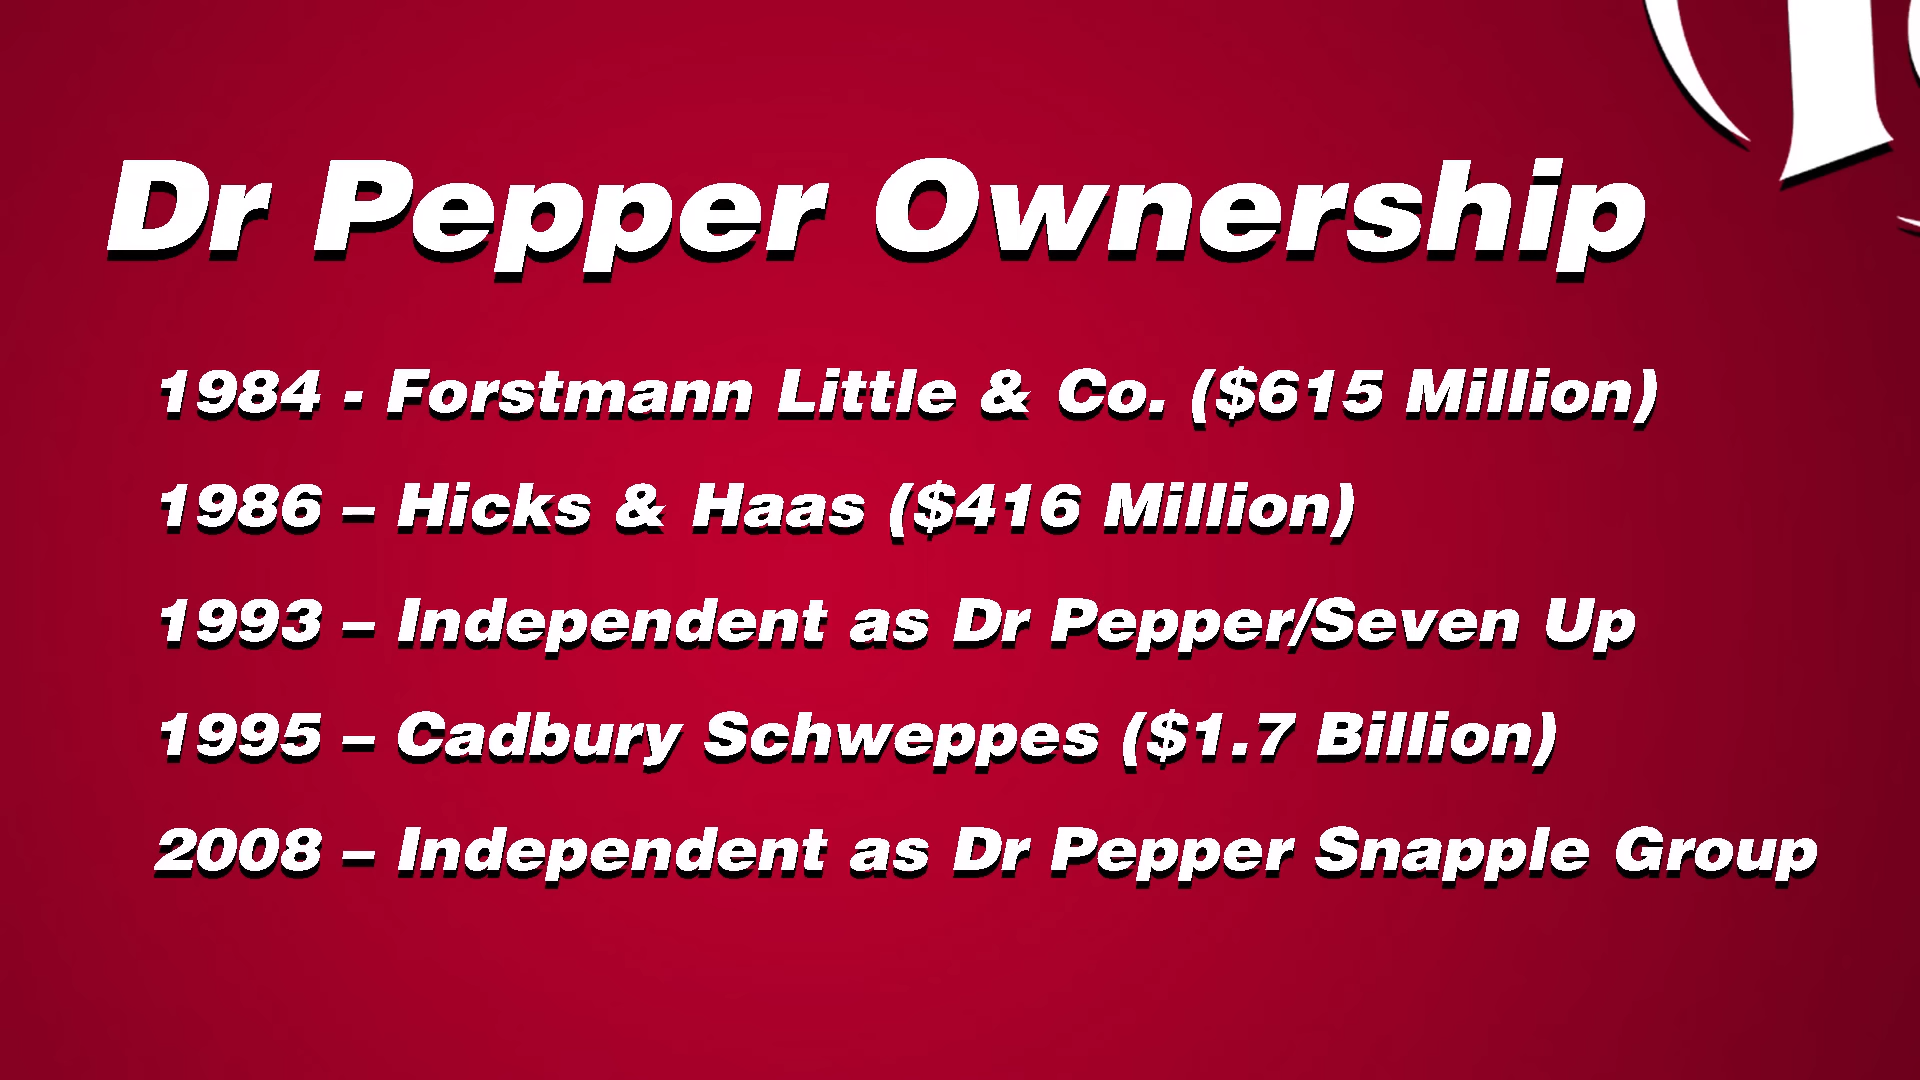 Dr Pepper Ownership
1984 - Forstmann Little & Co. ($615 Million)
1986 – Hicks & Haas ($416 Million)
1993 – Independent as Dr Pepper/Seven Up
1995 – Cadbury Schweppes ($1.7 Billion)
2008 – Independent as Dr Pepper Snapple Group